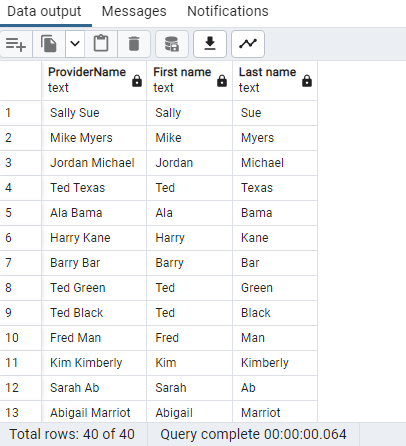 Data output Messages Notifications
ProviderName First name Last name
text text text
1 Sally Sue Sally Sue
2 Mike Myers Mike Myers
3 Jordan Michael Jordan Michael
4 Ted Texas Ted Texas
5 Ala Bama Ala Bama
6 Harry Kane Harry Kane
7 Barry Bar Barry Bar
8 Ted Green Ted Green
9 Ted Black Ted Black
10 Fred Man Fred Man
11 Kim Kimberly Kim Kimberly
12 Sarah Ab Sarah Ab
13 Abigail Marriot Abigail Marriot
Total rows: 40 of 40 Query complete 00:00:00.064